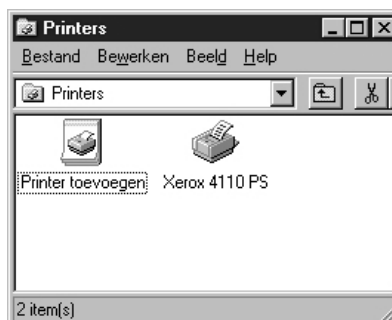 Printers
Bestand Bewerken Beeld Help
Printers
Printer toevoegen Xerox 4110 PS
2 item(s)